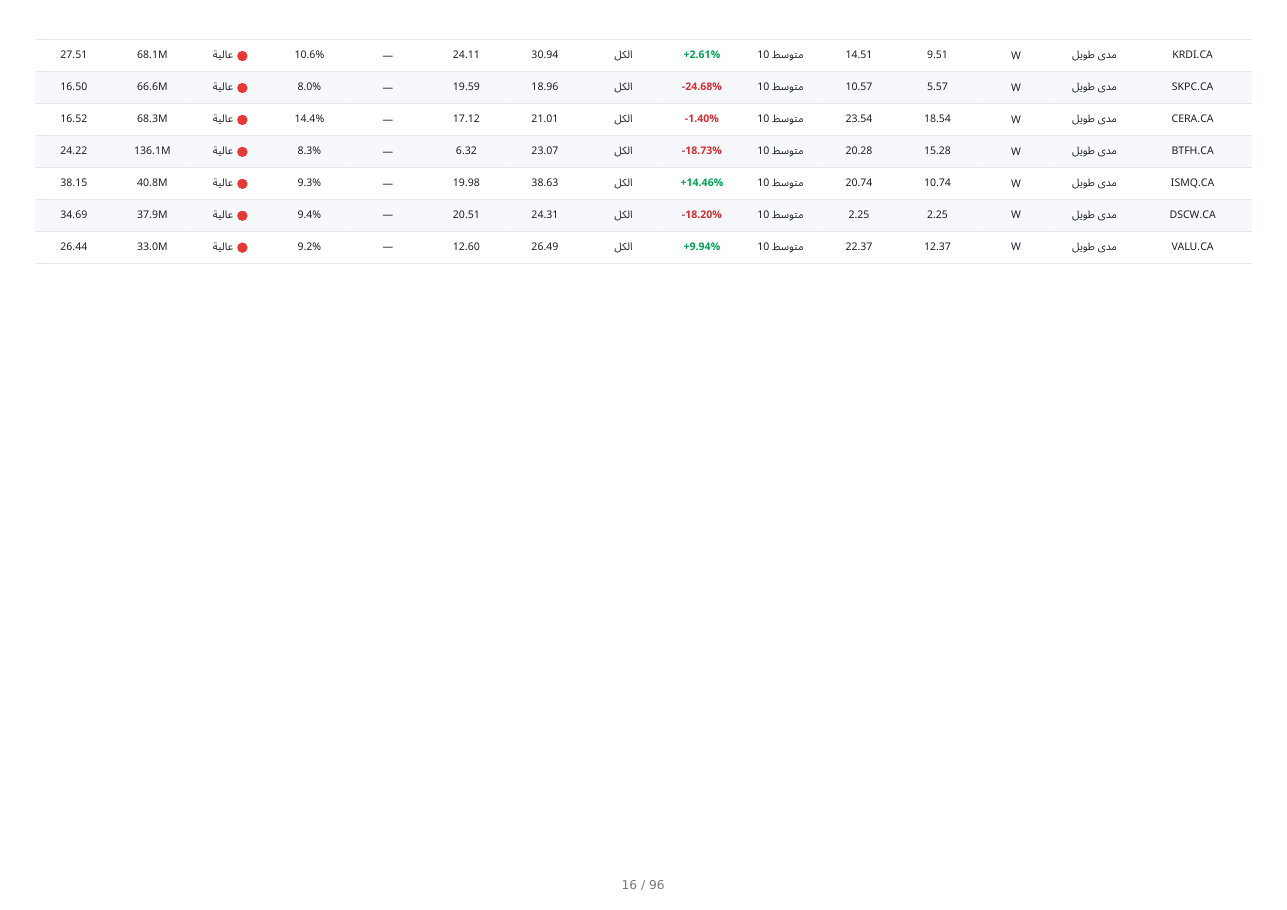 KRDI.CA مدى طويل W 9.51 14.51 متوسط 10 +2.61% الكل 30.94 24.11 — 10.6% عالية 68.1M 27.51
SKPC.CA مدى طويل W 5.57 10.57 متوسط 10 -24.68% الكل 18.96 19.59 — 8.0% عالية 66.6M 16.50
CERA.CA مدى طويل W 18.54 23.54 متوسط 10 -1.40% الكل 21.01 17.12 — 14.4% عالية 68.3M 16.52
BTFH.CA مدى طويل W 15.28 20.28 متوسط 10 -18.73% الكل 23.07 6.32 — 8.3% عالية 136.1M 24.22
ISMQ.CA مدى طويل W 10.74 20.74 متوسط 10 +14.46% الكل 38.63 19.98 — 9.3% عالية 40.8M 38.15
DSCW.CA مدى طويل W 2.25 2.25 متوسط 10 -18.20% الكل 24.31 20.51 — 9.4% عالية 37.9M 34.69
VALU.CA مدى طويل W 12.37 22.37 متوسط 10 +9.94% الكل 26.49 12.60 — 9.2% عالية 33.0M 26.44
16 / 96